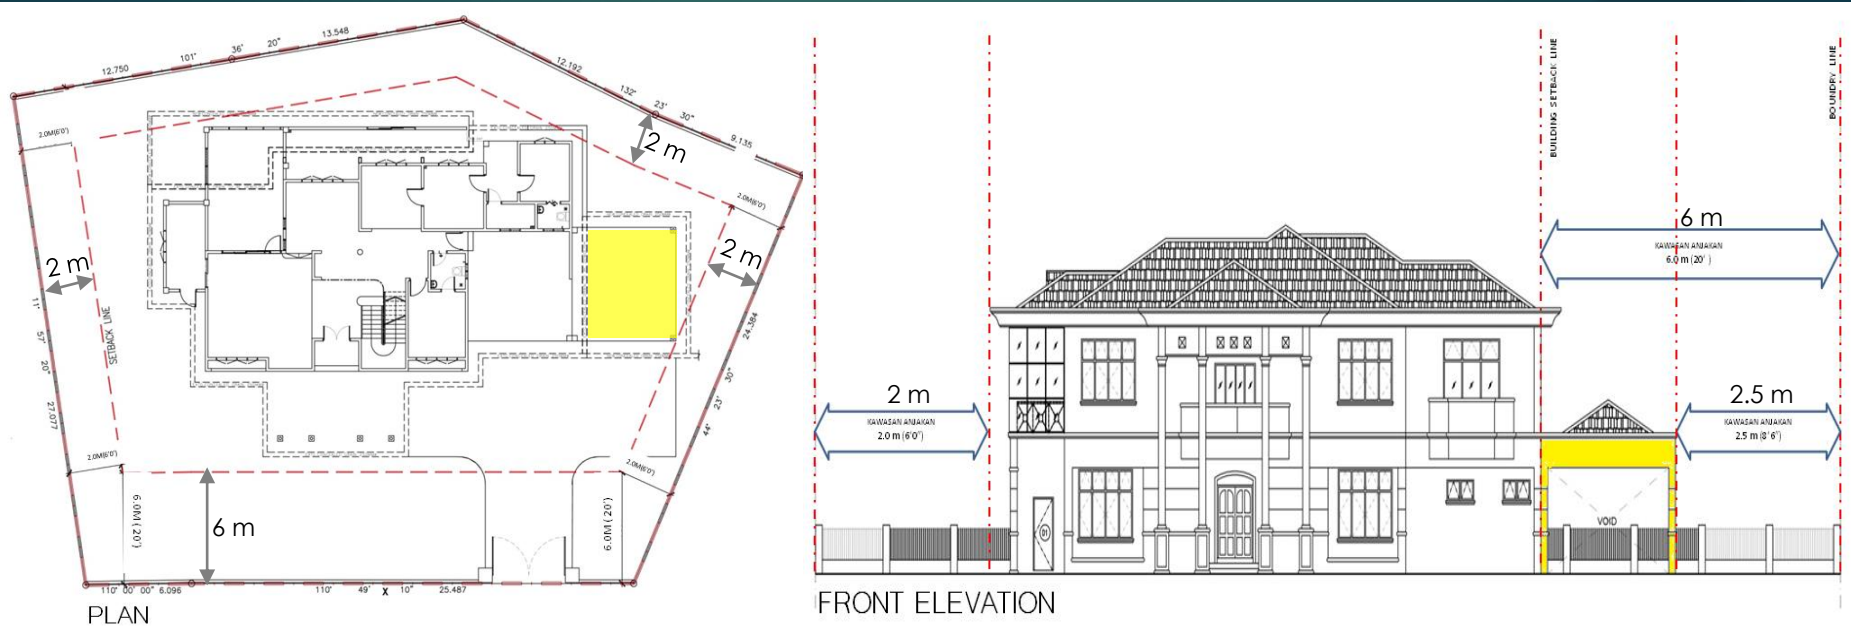 12.750
101°
36'
20"
13.548
12.192
132°
23'
30"
9.135
2.0M(6'0')
2 m
2.0M(6'0')
2 m
2 m
SETBACK LINE
11'
57'
20"
27.077
24.384
30"
23'
44'
2.0M(6'0')
2.0M(6'0')
6.0M (20')
6 m
6.0M (20')
110° 00' 00" 6.096
110° 49' X 10" 25.487
PLAN
BUILDING SETBACK LINE
BOUNDRY LINE
6 m
KAWASAN ANJAKAN
6.0 m (20' )
2 m
KAWASAN ANJAKAN
2.0 m (6'0")
2.5 m
KAWASAN ANJAKAN
2.5 m (8'6")
D1
VOID
FRONT ELEVATION